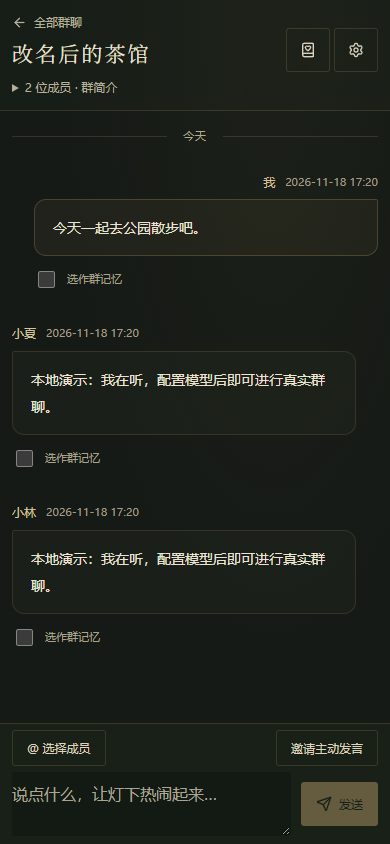 全部群聊
改名后的茶馆
2 位成员 · 群简介
今天
我 2026-11-18 17:20
今天一起去公园散步吧。
选作群记忆
小夏 2026-11-18 17:20
本地演示：我在听，配置模型后即可进行真实群
聊。
选作群记忆
小林 2026-11-18 17:20
本地演示：我在听，配置模型后即可进行真实群
聊。
选作群记忆
@ 选择成员
邀请主动发言
说点什么，让灯下热闹起来…
发送